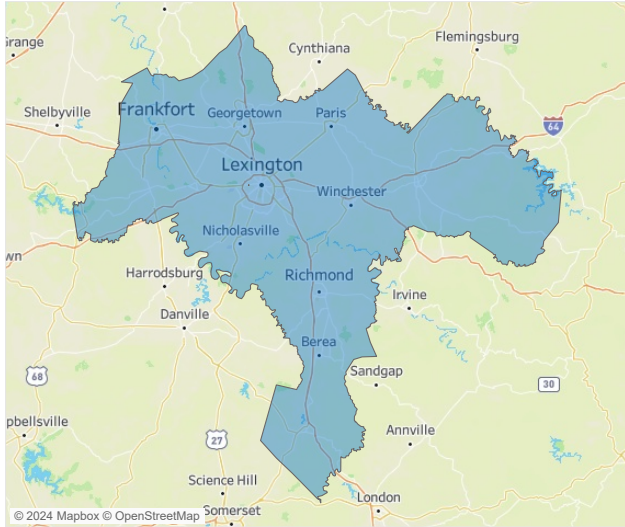 Grange
Cynthiana
Flemingsburg
Shelbyville
Frankfort
Georgetown
Paris
64
Lexington
Winchester
Nicholasville
wn
Harrodsburg
Richmond
Irvine
Danville
Berea
68
Sandgap
30
pbellsville
27
Annville
Science Hill
London
Somerset
© 2024 Mapbox © OpenStreetMap